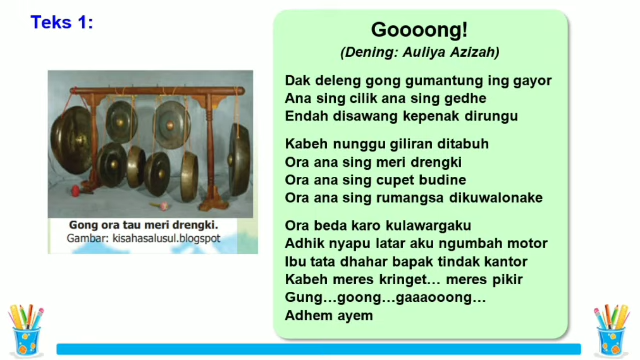 Teks 1:
Goooong!
(Dening: Auliya Azizah)
Dak deleng gong gumantung ing gayor
Ana sing cilik ana sing gedhe
Endah disawang kepenak dirungu
Kabeh nunggu giliran ditabuh
Ora ana sing meri drengki
Ora ana sing cupet budine
Ora ana sing rumangsa dikuwalonake
Ora beda karo kulawargaku
Adhik nyapu latar aku ngumbah motor
Ibu tata dhahar bapak tindak kantor
Kabeh meres kringet... meres pikir
Gung...goong...gaaaooong...
Adhem ayem
Gong ora tau meri drengki.
Gambar: kisahasalusul.blogspot